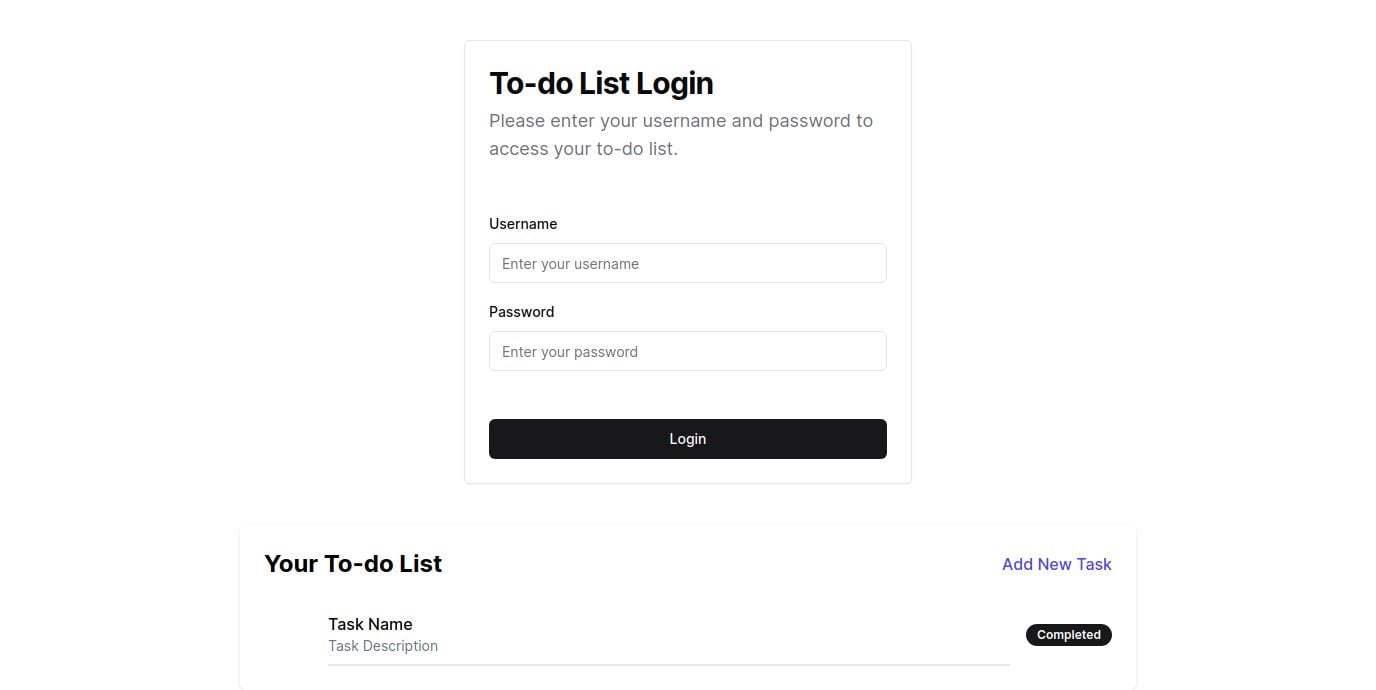 To-do List Login
Please enter your username and password to
access your to-do list.
Username
Enter your username
Password
Enter your password
Login
Your To-do List
Add New Task
Task Name
Task Description
Completed